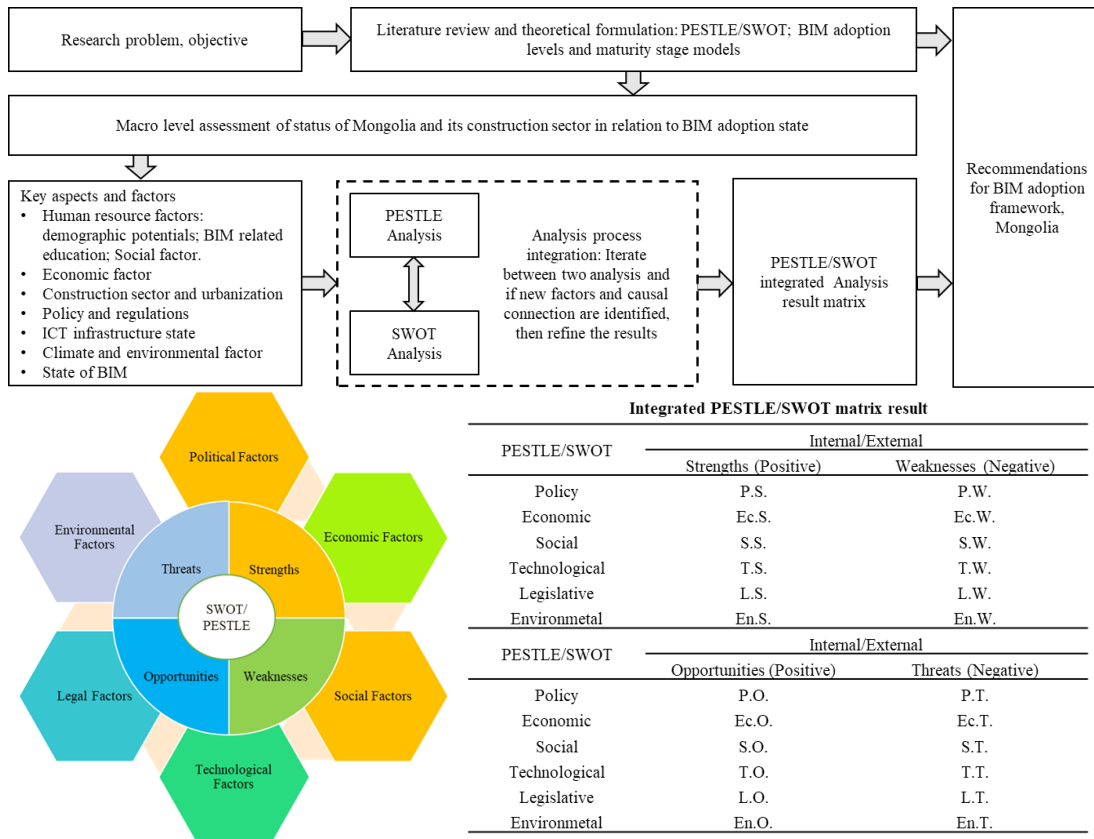 Research problem, objective
Literature review and theoretical formulation: PESTLE/SWOT; BIM adoption
levels and maturity stage models
Macro level assessment of status of Mongolia and its construction sector in relation to BIM adoption state
Key aspects and factors
• Human resource factors:
demographic potentials; BIM related
education; Social factor.
• Economic factor
• Construction sector and urbanization
• Policy and regulations
• ICT infrastructure state
• Climate and environmental factor
• State of BIM
PESTLE
Analysis
SWOT
Analysis
Analysis process
integration: Iterate
between two analysis and
if new factors and causal
connection are identified,
then refine the results
PESTLE/SWOT
integrated Analysis
result matrix
Recommendations
for BIM adoption
framework,
Mongolia
Political Factors
Environmental
Factors
Economic Factors
Threats
Strengths
SWOT/
PESTLE
Opportunities
Weaknesses
Legal Factors
Social Factors
Technological
Factors
Integrated PESTLE/SWOT matrix result
PESTLE/SWOT
Internal/External
Strengths (Positive) Weaknesses (Negative)
Policy P.S. P.W.
Economic Ec.S. Ec.W.
Social S.S. S.W.
Technological T.S. T.W.
Legislative L.S. L.W.
Environmetal En.S. En.W.
PESTLE/SWOT
Internal/External
Opportunities (Positive) Threats (Negative)
Policy P.O. P.T.
Economic Ec.O. Ec.T.
Social S.O. S.T.
Technological T.O. T.T.
Legislative L.O. L.T.
Environmetal En.O. En.T.